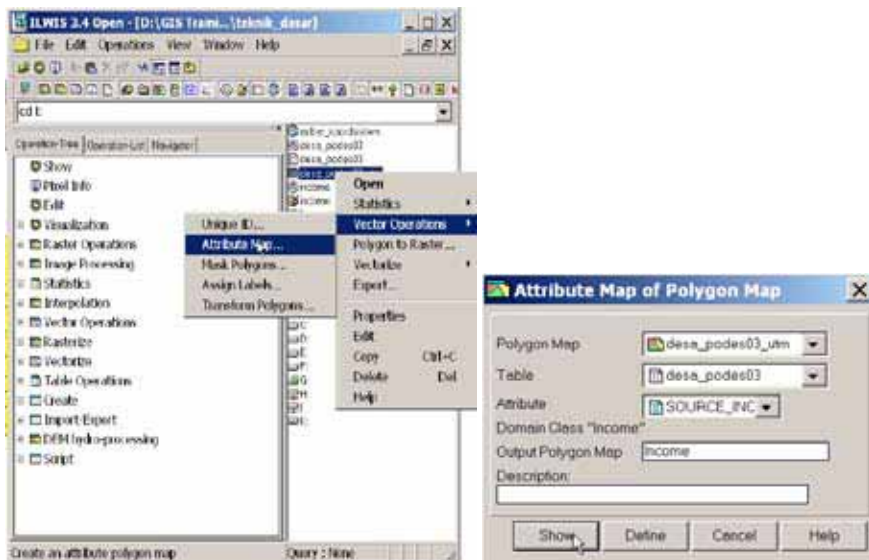 ILWIS 3.4 Open - [D:\GIS Traini...\teknik_dasar]
File Edit Operations View Window Help
cd t
Operation-Tree Operation-List Navigator
Show
Pixel Info
Edit
Visualization
Raster Operations
Image Processing
Statistics
Interpolation
Vector Operations
Rasterize
Vectorize
Table Operations
Create
Import-Export
DEM hydro-processing
Script
desa_podes03
desa_podes03
income
income
Open
Statistics
Vector Operations
Polygon to Raster...
Vectorize
Export...
Properties
Edit
Copy Ctrl+C
Delete Del
Help
Unique ID...
Attribute Map...
Mask Polygons...
Assign Labels...
Transform Polygons...
C:
D:
E:
F:
G:
H:
I:
Create an attribute polygon map
Query : None
Attribute Map of Polygon Map
Polygon Map desa_podes03_utm
Table desa_podes03
Attribute SOURCE_INC
Domain Class "Income"
Output Polygon Map Income
Description:
Show Define Cancel Help